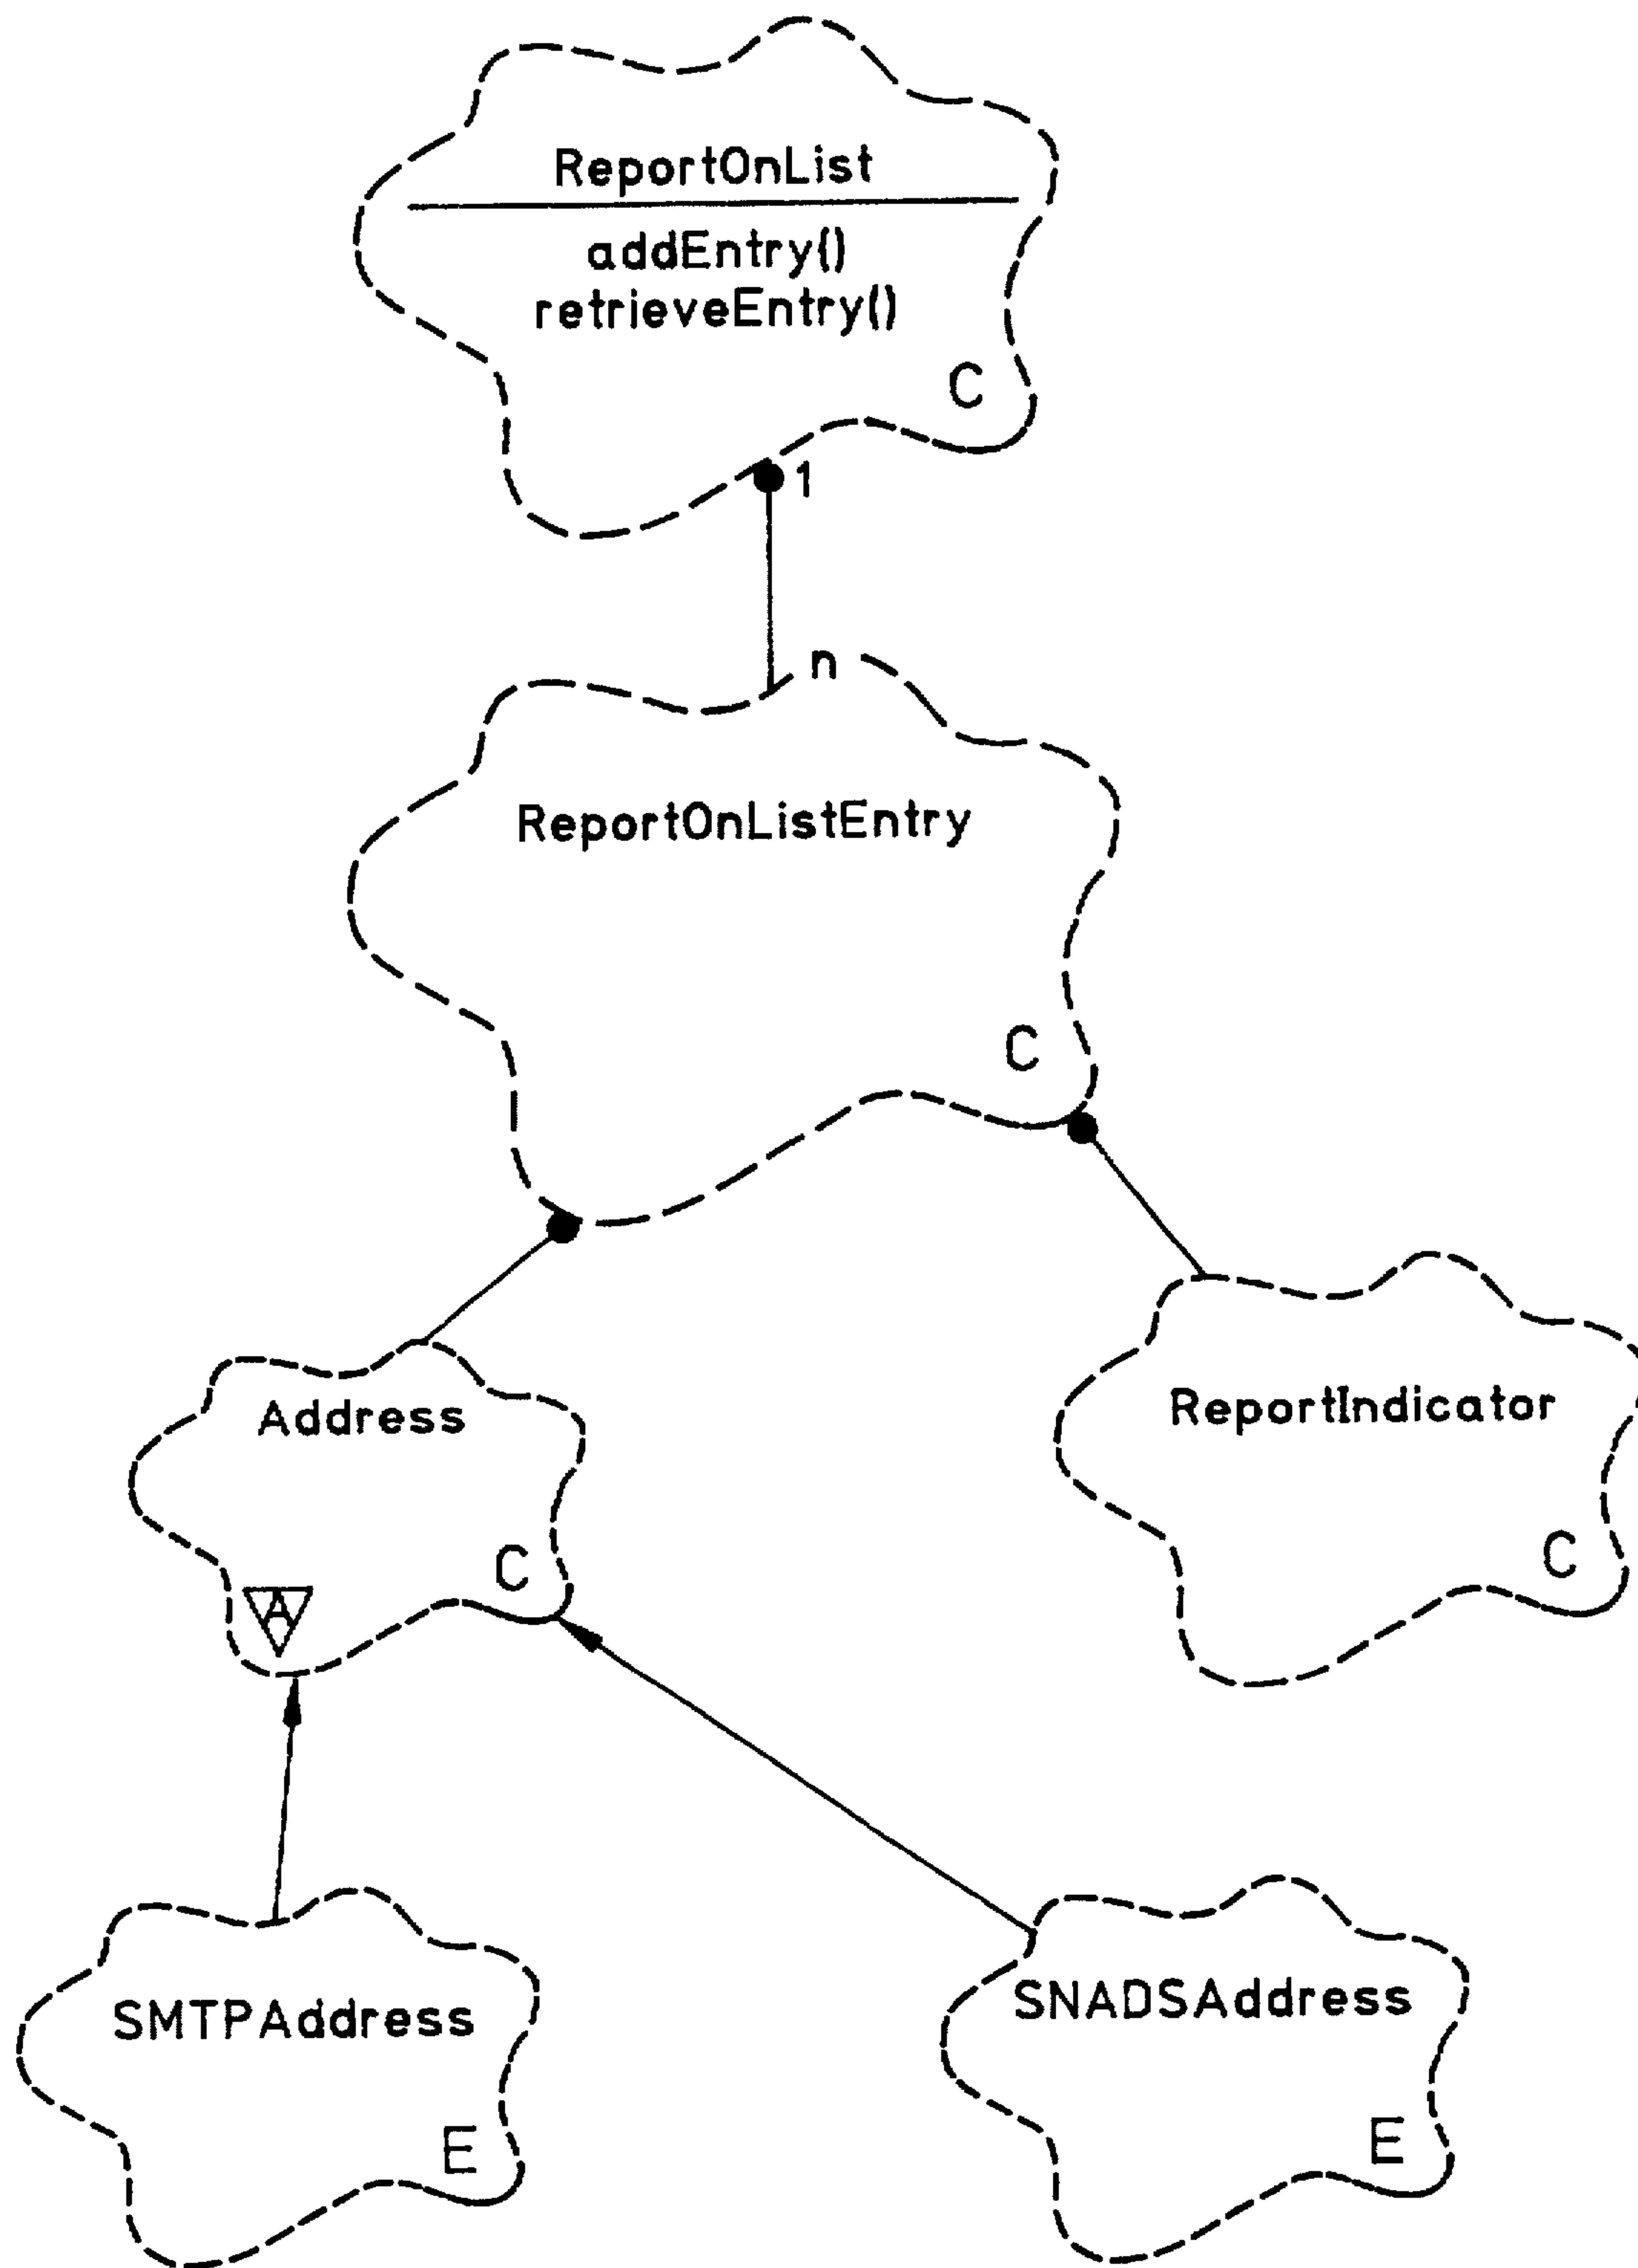 ReportOnList
addEntry()
retrieveEntry()
C
1
n
ReportOnListEntry
C
Address
C
A
ReportIndicator
C
SMTPAddress
E
SNADSAddress
E